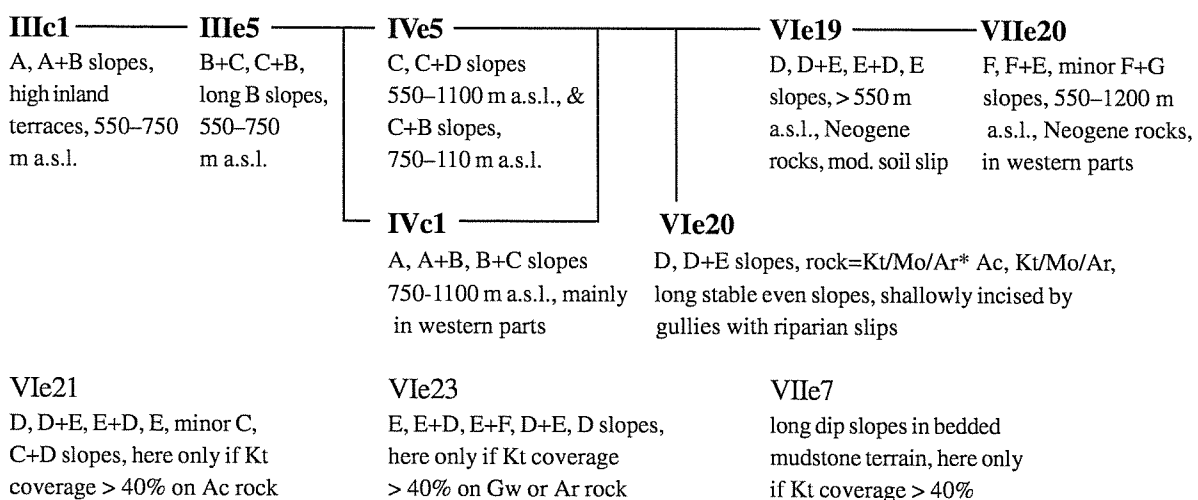 IIIc1
A, A+B slopes,
high inland
terraces, 550–750
m a.s.l.
IIIe5
B+C, C+B,
long B slopes,
550–750
m a.s.l.
IVe5
C, C+D slopes
550–1100 m a.s.l., &
C+B slopes,
750–110 m a.s.l.
VIe19
D, D+E, E+D, E
slopes, > 550 m
a.s.l., Neogene
rocks, mod. soil slip
VIIe20
F, F+E, minor F+G
slopes, 550–1200 m
a.s.l., Neogene rocks,
in western parts
IVc1
A, A+B, B+C slopes
750-1100 m a.s.l., mainly
in western parts
VIe20
D, D+E slopes, rock=Kt/Mo/Ar* Ac, Kt/Mo/Ar,
long stable even slopes, shallowly incised by
gullies with riparian slips
VIe21
D, D+E, E+D, E, minor C,
C+D slopes, here only if Kt
coverage > 40% on Ac rock
VIe23
E, E+D, E+F, D+E, D slopes,
here only if Kt coverage
> 40% on Gw or Ar rock
VIIe7
long dip slopes in bedded
mudstone terrain, here only
if Kt coverage > 40%